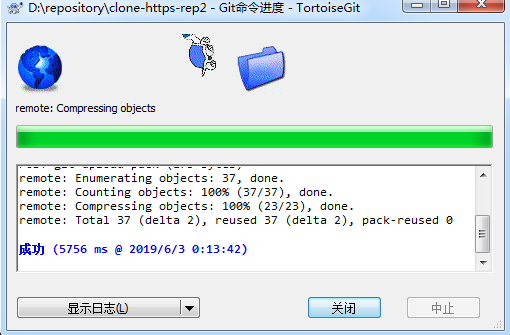 D:\repository\clone-https-rep2 - Git命令进度 - TortoiseGit
remote: Compressing objects
remote: Enumerating objects: 37, done.
remote: Counting objects: 100% (37/37), done.
remote: Compressing objects: 100% (23/23), done.
remote: Total 37 (delta 2), reused 37 (delta 2), pack-reused 0
成功 (5756 ms @ 2019/6/3 0:13:42)
显示日志(L)
关闭
中止